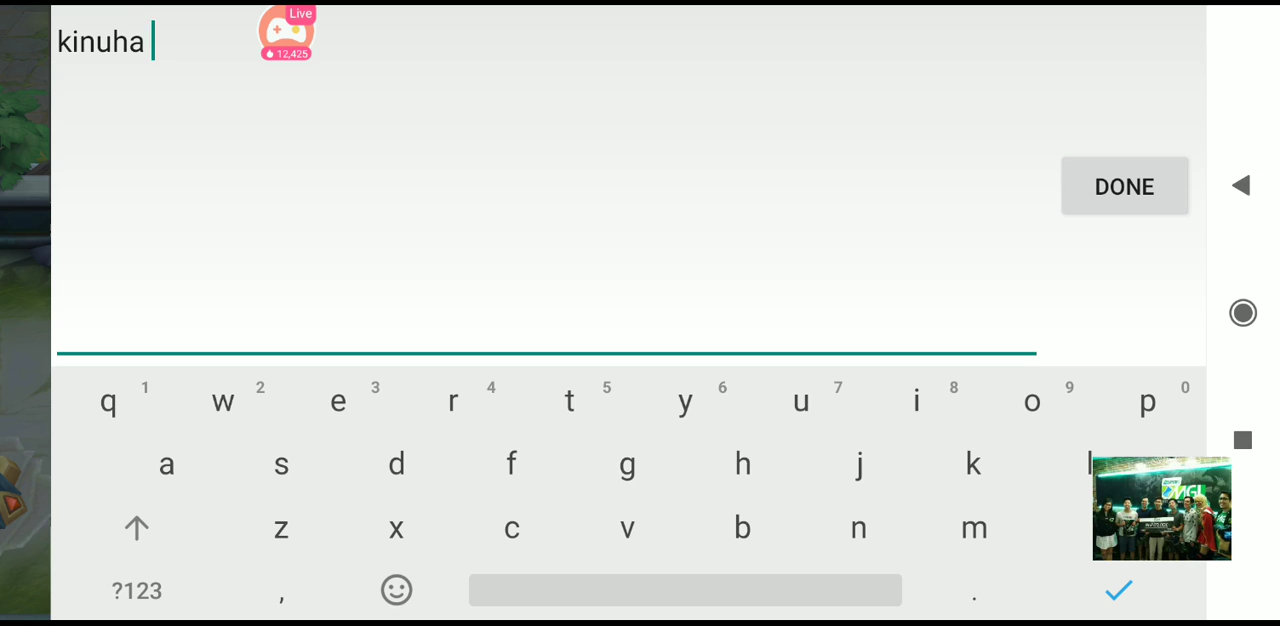 kinuha
Live
12,425
DONE
q 1 w 2 e 3 r 4 t 5 y 6 u 7 i 8 o 9 p 0
a s d f g h j k l
z x c v b n m
?123 , .